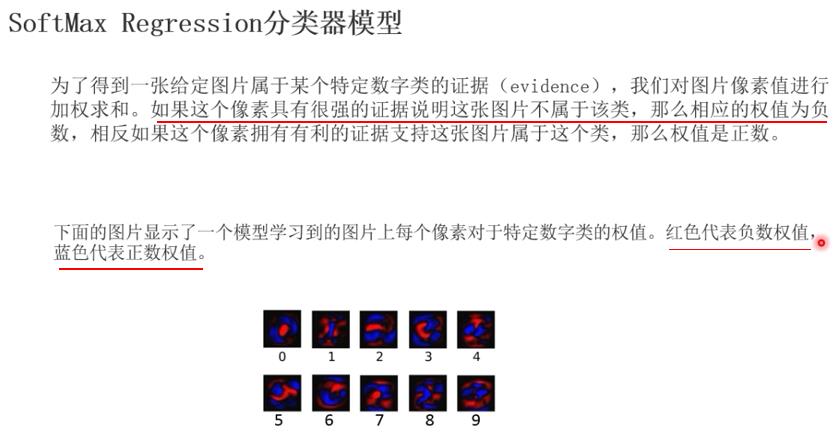 SoftMax Regression分类器模型
为了得到一张给定图片属于某个特定数字类的证据（evidence），我们对图片像素值进行
加权求和。如果这个像素具有很强的证据说明这张图片不属于该类，那么相应的权值为负
数，相反如果这个像素拥有有利的证据支持这张图片属于这个类，那么权值是正数。
下面的图片显示了一个模型学习到的图片上每个像素对于特定数字类的权值。红色代表负数权值，
蓝色代表正数权值。
0 1 2 3 4
5 6 7 8 9